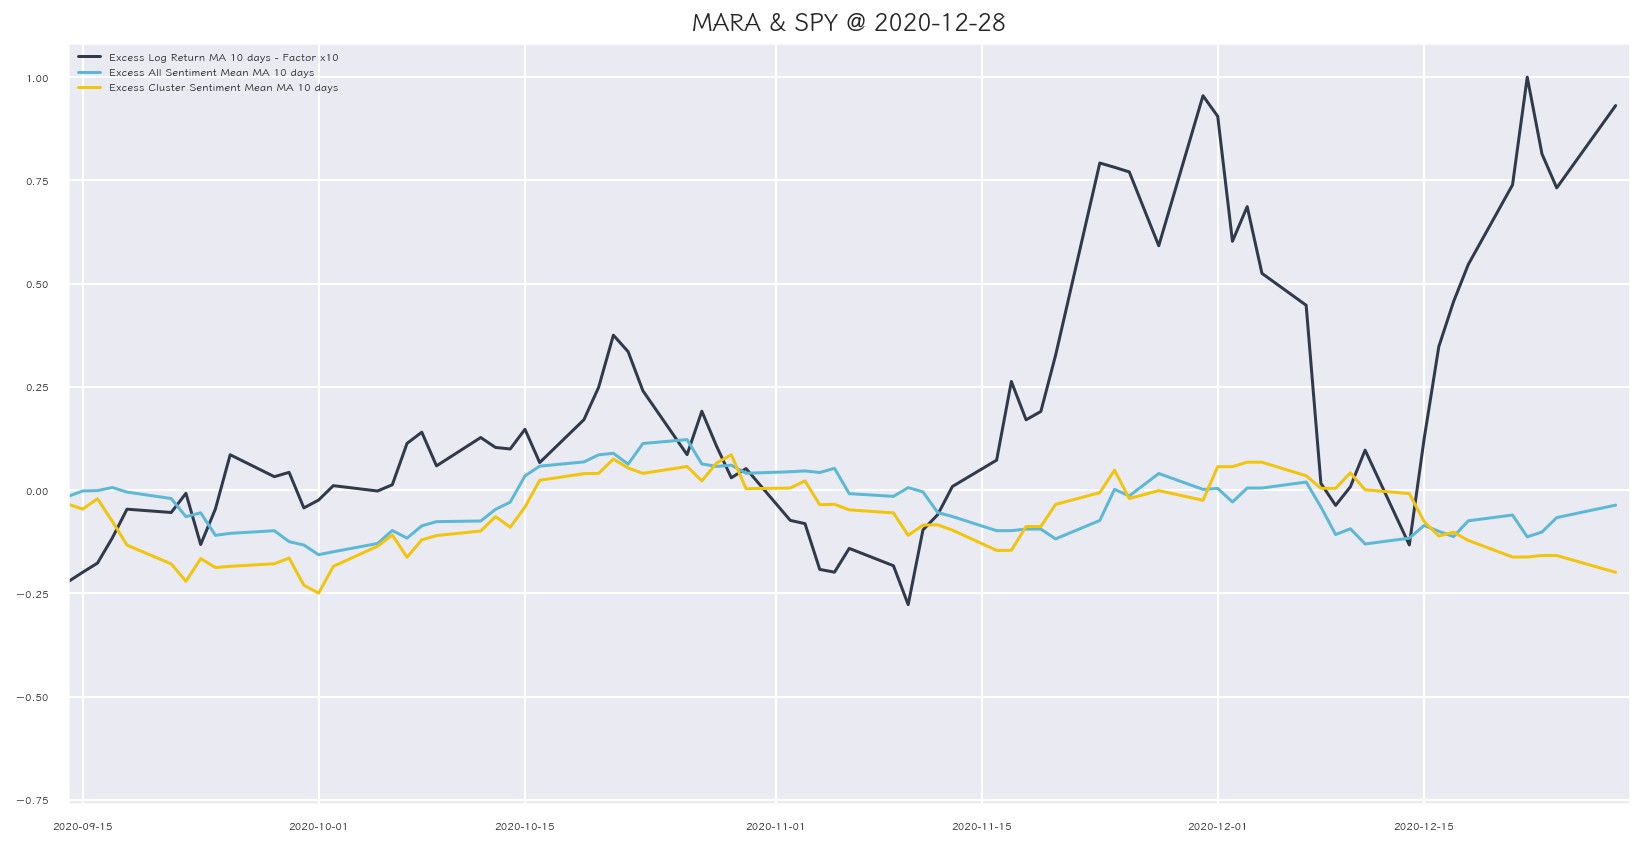 MARA & SPY @ 2020-12-28
Excess Log Return MA 10 days - Factor x10
Excess All Sentiment Mean MA 10 days
Excess Cluster Sentiment Mean MA 10 days
1.00
0.75
0.50
0.25
0.00
−0.25
−0.50
−0.75
2020-09-15 2020-10-01 2020-10-15 2020-11-01 2020-11-15 2020-12-01 2020-12-15